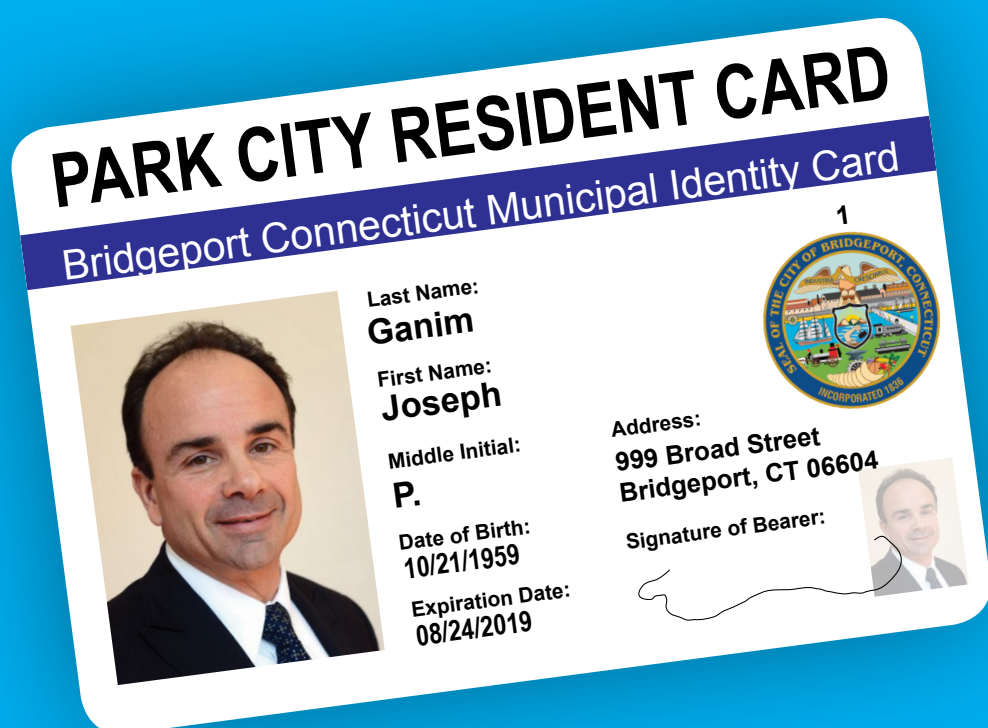 PARK CITY RESIDENT CARD
Bridgeport Connecticut Municipal Identity Card
1
Last Name:
Ganim
First Name:
Joseph
Middle Initial:
P.
Date of Birth:
10/21/1959
Expiration Date:
08/24/2019
SEAL OF THE CITY OF BRIDGEPORT, CONNECTICUT
INDUSTRIA CRESCIMUS
INCORPORATED 1836
Address:
999 Broad Street
Bridgeport, CT 06604
Signature of Bearer: